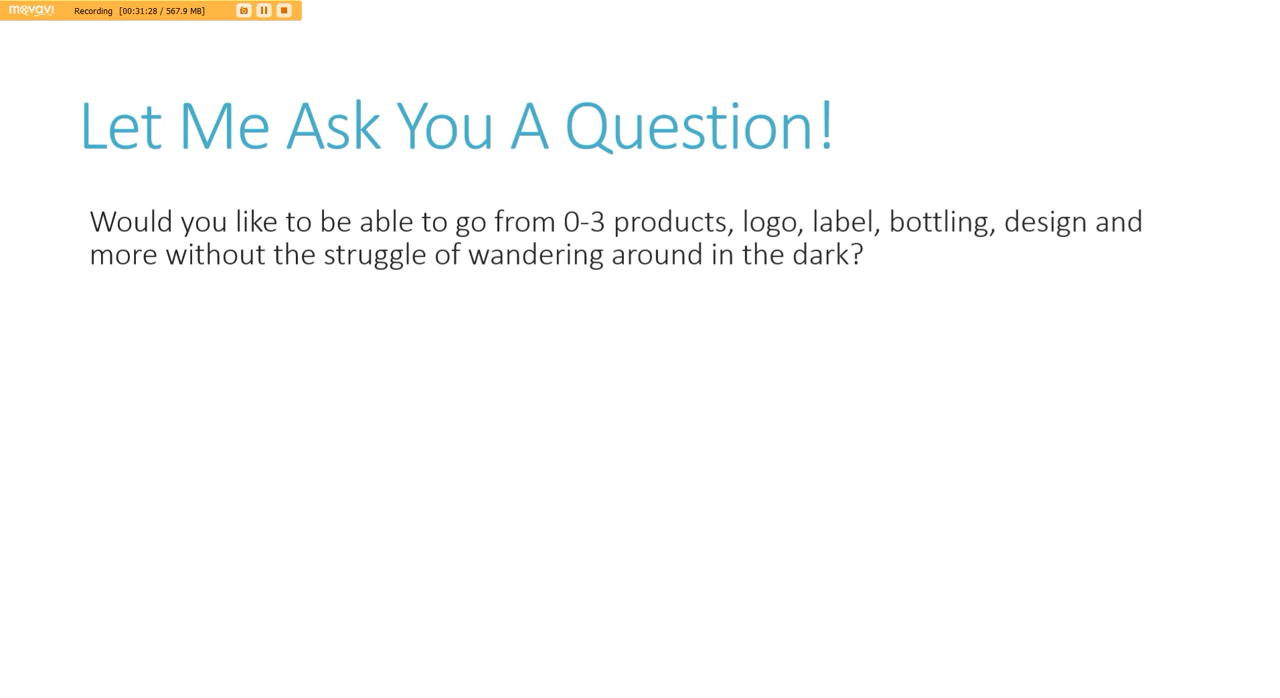 movavi Recording [00:31:28 / 567.9 MB]
Let Me Ask You A Question!
Would you like to be able to go from 0-3 products, logo, label, bottling, design and
more without the struggle of wandering around in the dark?